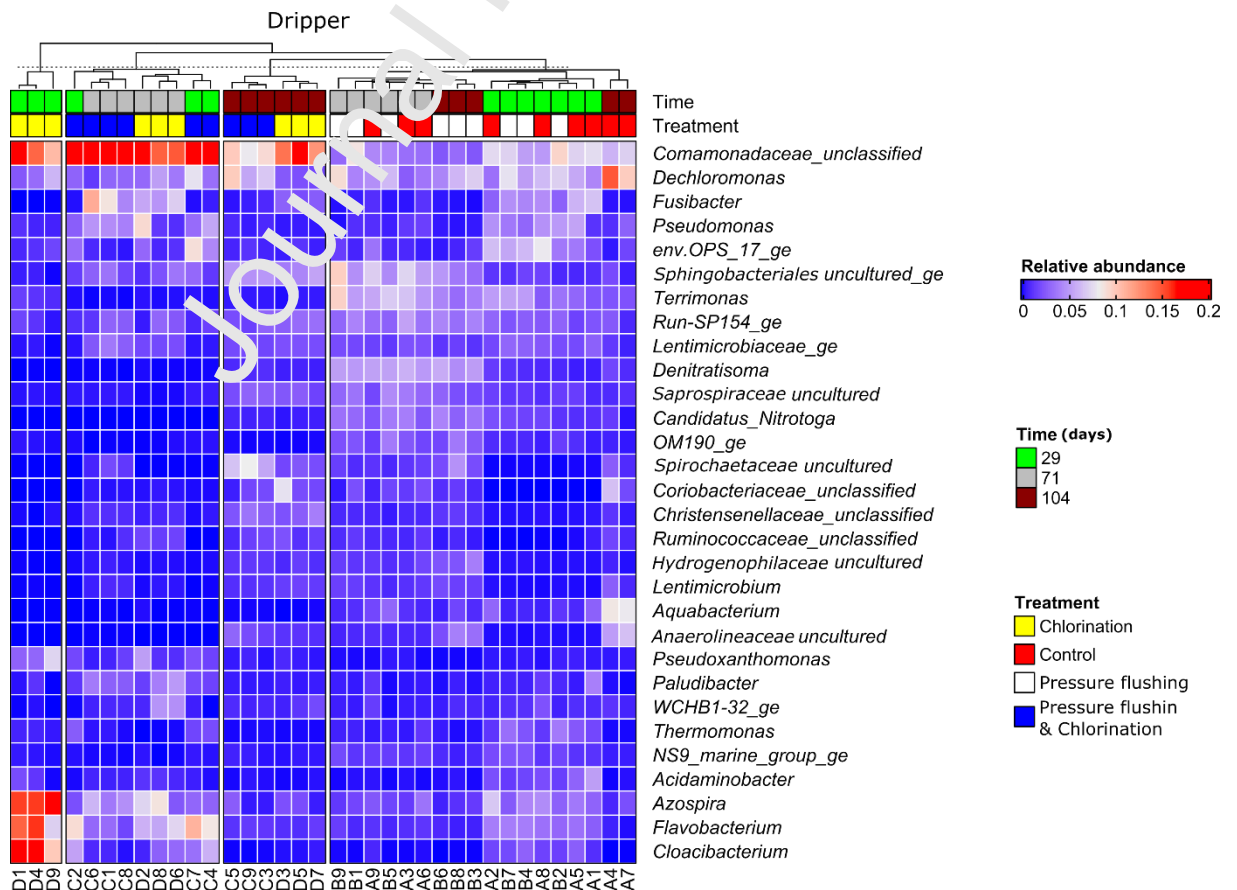 Dripper
Journal
Time
Treatment
Comamonadaceae_unclassified
Dechloromonas
Fusibacter
Pseudomonas
env.OPS_17_ge
Sphingobacteriales uncultured_ge
Terrimonas
Run-SP154_ge
Lentimicrobiaceae_ge
Denitratisoma
Saprospiraceae uncultured
Candidatus_Nitrotoga
OM190_ge
Spirochaetaceae uncultured
Coriobacteriaceae_unclassified
Christensenellaceae_unclassified
Ruminococcaceae_unclassified
Hydrogenophilaceae uncultured
Lentimicrobium
Aquabacterium
Anaerolineaceae uncultured
Pseudoxanthomonas
Paludibacter
WCHB1-32_ge
Thermomonas
NS9_marine_group_ge
Acidaminobacter
Azospira
Flavobacterium
Cloacibacterium
D1 D4 D9 C2 C6 C1 C8 D2 D8 D6 C7 C4 C5 C9 C3 D3 D5 D7 B9 B1 A9 B5 A3 A6 B6 B8 B3 A2 B7 B4 A8 B2 A5 A1 A4 A7
Relative abundance
0 0.05 0.1 0.15 0.2
Time (days)
29
71
104
Treatment
Chlorination
Control
Pressure flushing
Pressure flushin
& Chlorination